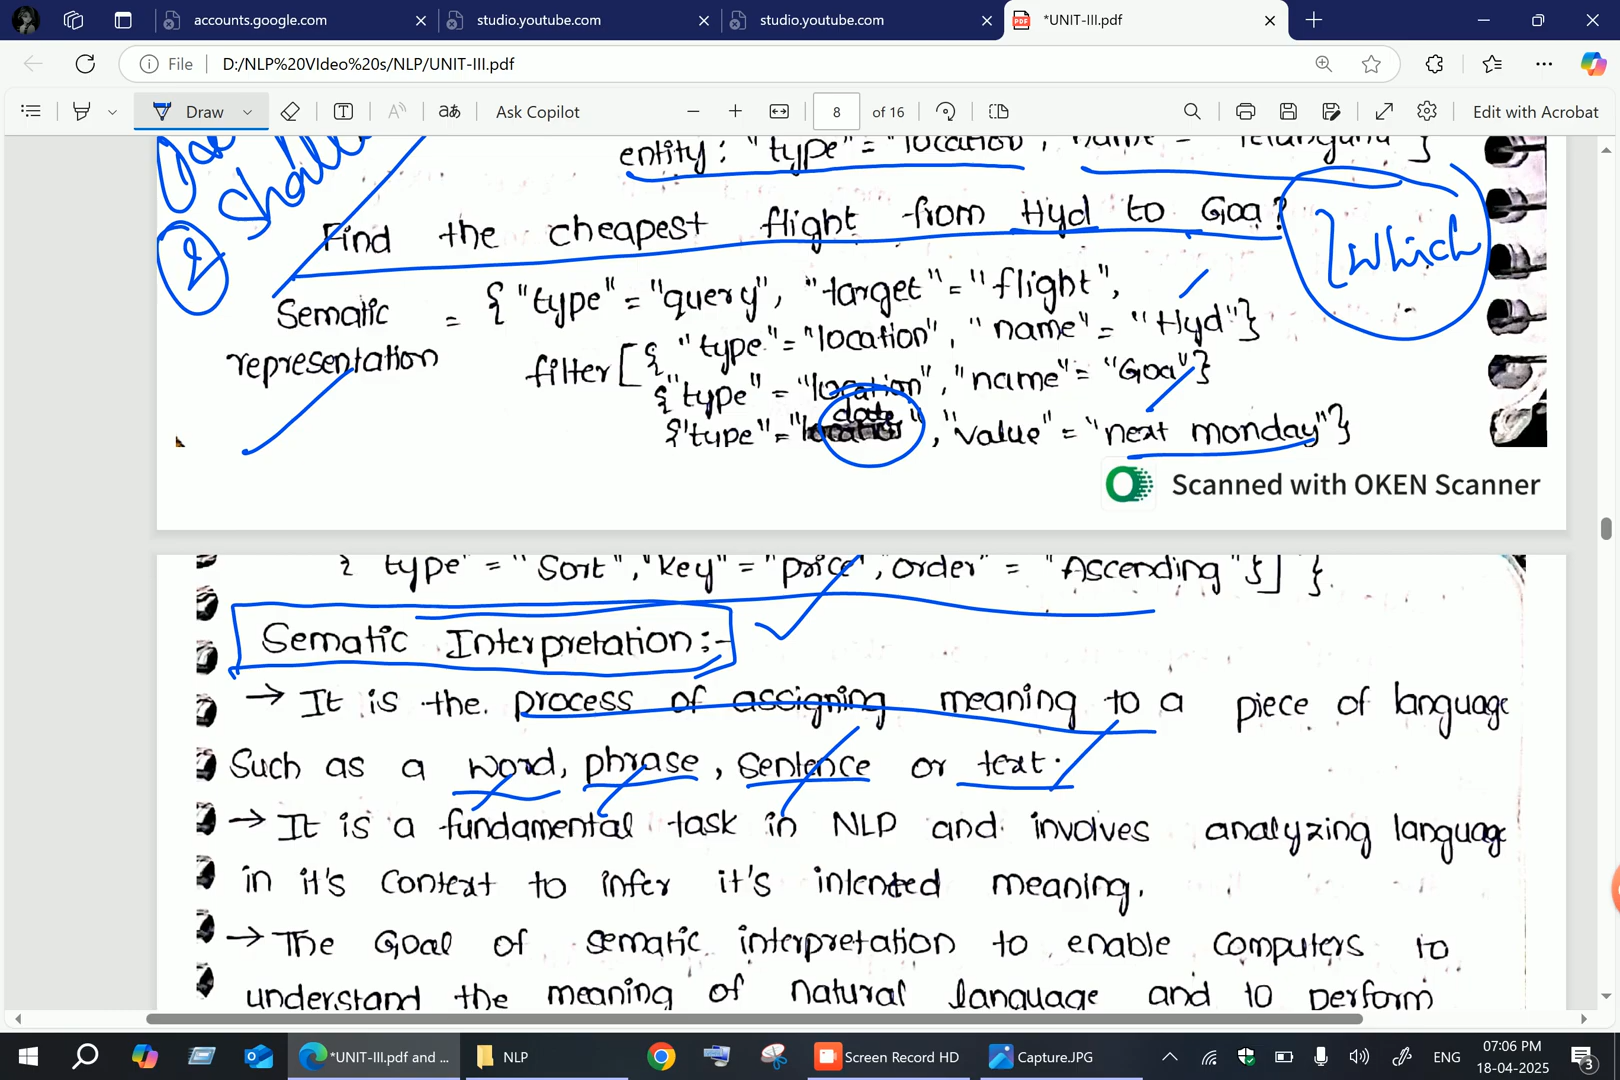 accounts.google.com
studio.youtube.com
studio.youtube.com
*UNIT-III.pdf
File
D:/NLP%20VIdeo%20s/NLP/UNIT-III.pdf
Draw
Ask Copilot
8 of 16
Edit with Acrobat
entity: "type" = "location", name = Telangana" }
2
Find the cheapest flight from Hyd to Goa?
Which
Sematic representation = { "type" = "query", "target" = "flight",
filter [{ "type" = "location", "name" = "Hyd"}
{"type" = "location", "name" = "Goa"}
{"type" = "date", "value" = "next monday"}
Scanned with OKEN Scanner
{ type" = "Sort", "key" = "price", order" = "Ascending"}] }.
Sematic Interpretation:-
→ It is the process of assigning meaning to a piece of language
Such as a word, phrase, sentence or text.
→ It is a fundamental task in NLP and involves analyzing language
in it's context to infer it's intented meaning.
→ The Goal of sematic interpretation to enable computers to
understand the meaning of natural language and to perform
*UNIT-III.pdf and ...
NLP
Screen Record HD
Capture.JPG
ENG
07:06 PM
18-04-2025
3